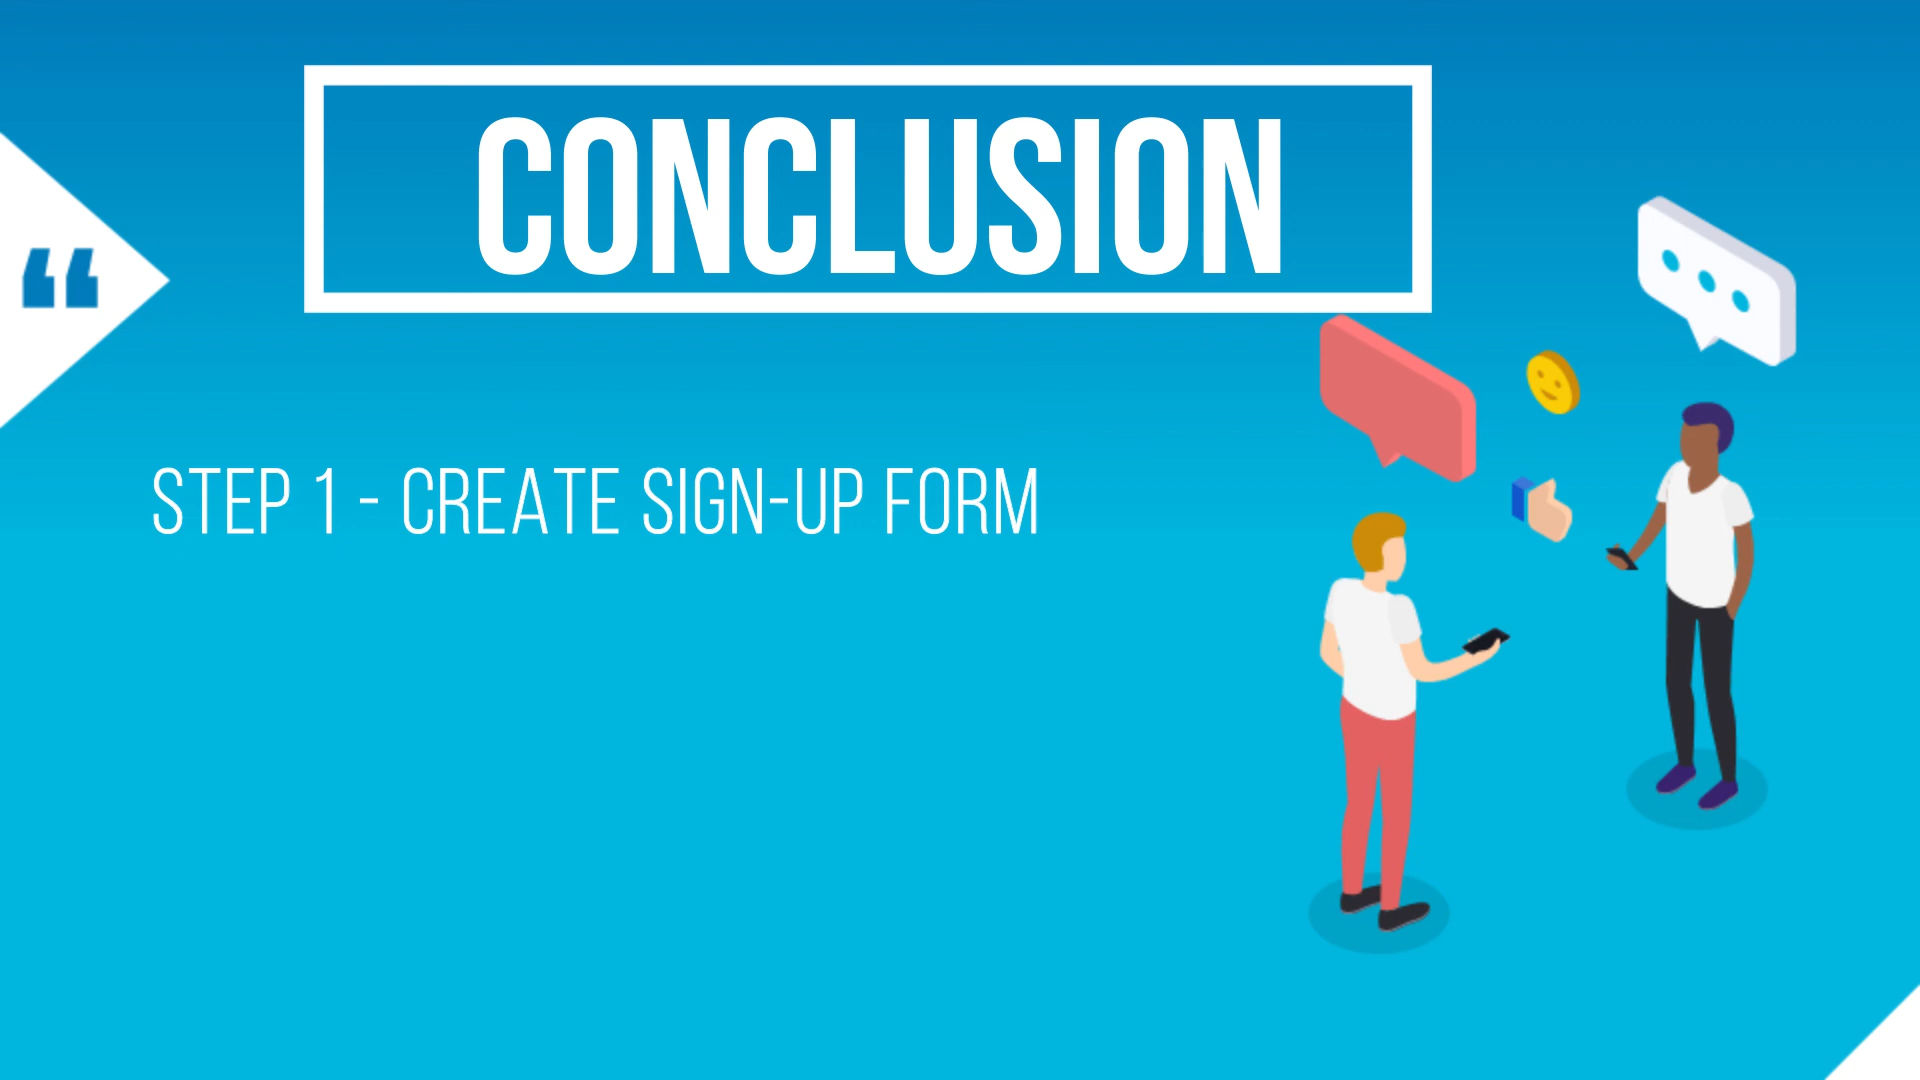 CONCLUSION
“
STEP 1 - CREATE SIGN-UP FORM